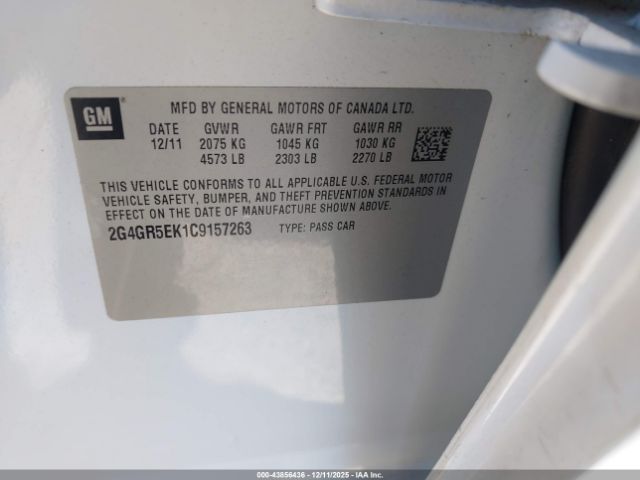 GM
MFD BY GENERAL MOTORS OF CANADA LTD.
DATE GVWR GAWR FRT GAWR RR
12/11 2075 KG 1045 KG 1030 KG
4573 LB 2303 LB 2270 LB
THIS VEHICLE CONFORMS TO ALL APPLICABLE U.S. FEDERAL MOTOR
VEHICLE SAFETY, BUMPER, AND THEFT PREVENTION STANDARDS IN
EFFECT ON THE DATE OF MANUFACTURE SHOWN ABOVE.
2G4GR5EK1C9157263 TYPE: PASS CAR
000-43856436 - 12/11/2025 - IAA Inc.